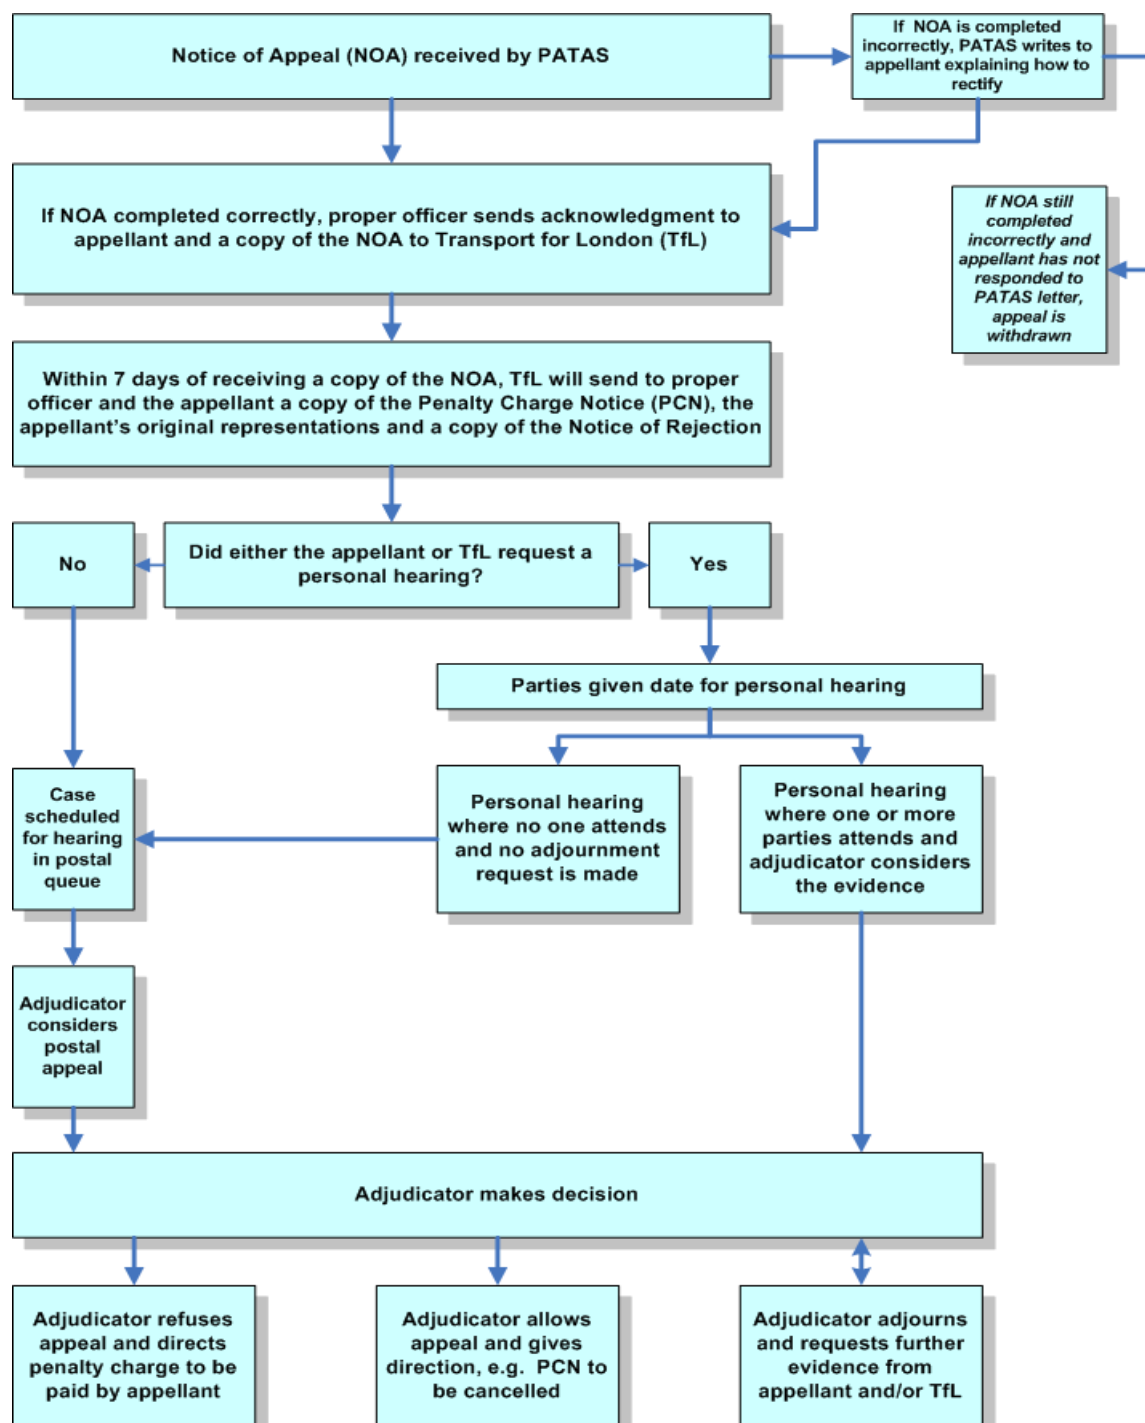 Notice of Appeal (NOA) received by PATAS
If NOA is completed
incorrectly, PATAS writes to
appellant explaining how to
rectify
If NOA completed correctly, proper officer sends acknowledgment to
appellant and a copy of the NOA to Transport for London (TfL)
If NOA still
completed
incorrectly and
appellant has not
responded to
PATAS letter,
appeal is
withdrawn
Within 7 days of receiving a copy of the NOA, TfL will send to proper
officer and the appellant a copy of the Penalty Charge Notice (PCN), the
appellant's original representations and a copy of the Notice of Rejection
No
Did either the appellant or TfL request a
personal hearing?
Yes
Parties given date for personal hearing
Case
scheduled
for hearing
in postal
queue
Personal hearing
where no one attends
and no adjournment
request is made
Personal hearing
where one or more
parties attends and
adjudicator considers
the evidence
Adjudicator
considers
postal
appeal
Adjudicator makes decision
Adjudicator refuses
appeal and directs
penalty charge to be
paid by appellant
Adjudicator allows
appeal and gives
direction, e.g. PCN to
be cancelled
Adjudicator adjourns
and requests further
evidence from
appellant and/or TfL